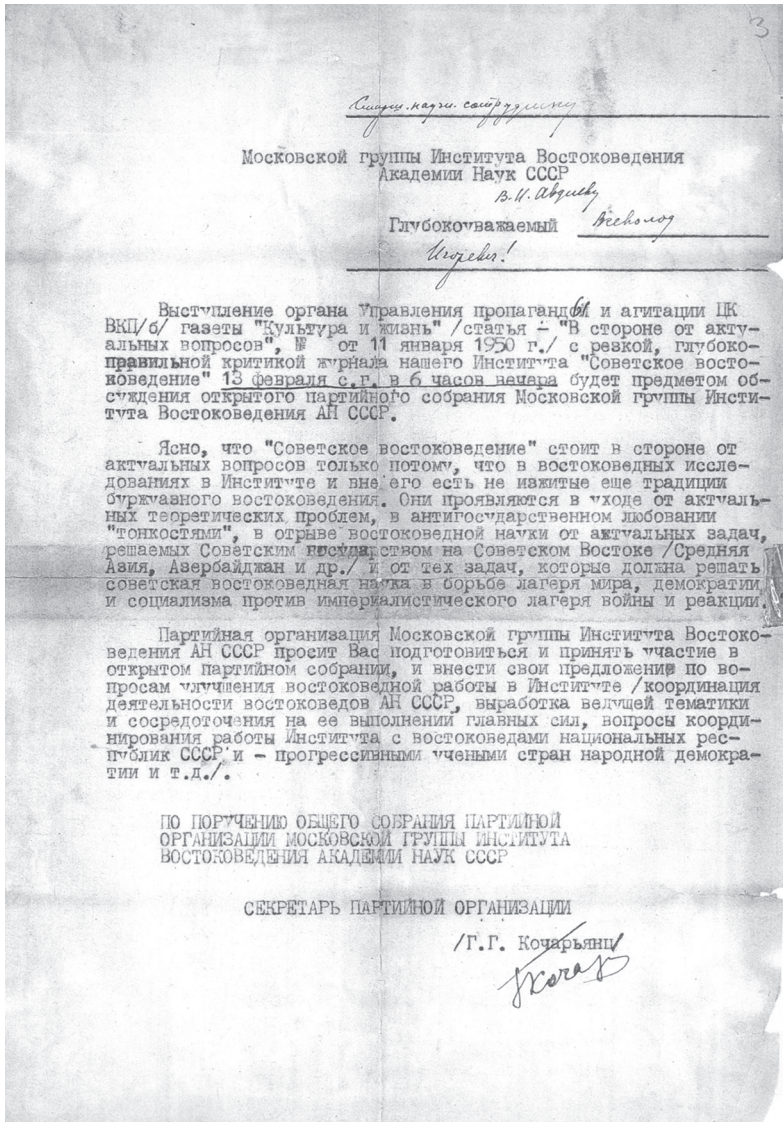 3
Старш. научн. сотруднику
Московской группы Института Востоковедения
Академии Наук СССР
В.И. Авдиеву
Глубокоуважаемый Всеволод
Игоревич!
Выступление органа Управления пропаганды и агитации ЦК
ВКП/б/ газеты "Культура и жизнь" /статья - "В стороне от акту-
альных вопросов", № от 11 января 1950 г./ с резкой, глубоко-
правильной критикой журнала нашего Института "Советское восто-
коведение" 13 февраля с.г. в 6 часов вечера будет предметом об-
суждения открытого партийного собрания Московской группы Инсти-
тута Востоковедения АН СССР.
Ясно, что "Советское востоковедение" стоит в стороне от
актуальных вопросов только потому, что в востоковедных иссле-
дованиях в Институте и вне его есть не изжитые еще традиции
буржуазного востоковедения. Они проявляются в уходе от актуаль-
ных теоретических проблем, в антигосударственном любовании
"тонкостями", в отрыве востоковедной науки от актуальных задач,
решаемых Советским государством на Советском Востоке /Средняя
Азия, Азербайджан и др./ и от тех задач, которые должна решать
советская востоковедная наука в борьбе лагеря мира, демократии
и социализма против империалистического лагеря войны и реакции.
Партийная организация Московской группы Института Востоко-
ведения АН СССР просит Вас подготовиться и принять участие в
открытом партийном собрании, и внести свои предложения по во-
просам улучшения востоковедной работы в Институте /координация
деятельности востоковедов АН СССР, выработка ведущей тематики
и сосредоточения на ее выполнении главных сил, вопросы коорди-
нирования работы Института с востоковедами национальных рес-
публик СССР и - прогрессивными учеными стран народной демокра-
тии и т.д./.
ПО ПОРУЧЕНИЮ ОБЩЕГО СОБРАНИЯ ПАРТИЙНОЙ
ОРГАНИЗАЦИИ МОСКОВСКОЙ ГРУППЫ ИНСТИТУТА
ВОСТОКОВЕДЕНИЯ АКАДЕМИИ НАУК СССР
СЕКРЕТАРЬ ПАРТИЙНОЙ ОРГАНИЗАЦИИ
/Г.Г. Кочарьянц/